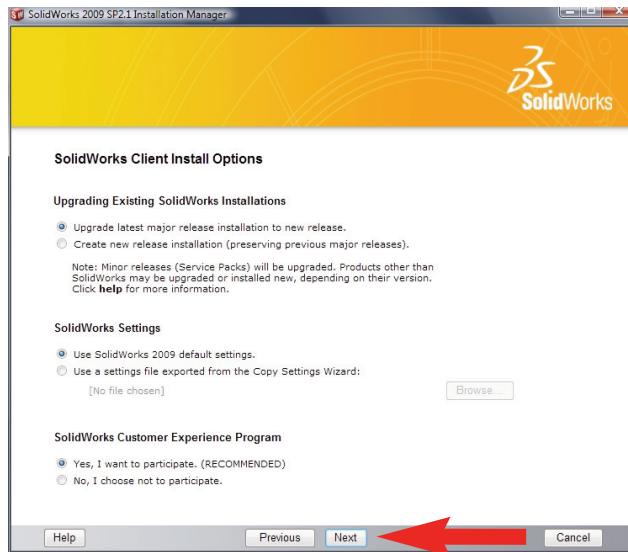 SolidWorks 2009 SP2.1 Installation Manager
SolidWorks
SolidWorks Client Install Options
Upgrading Existing SolidWorks Installations
Upgrade latest major release installation to new release.
Create new release installation (preserving previous major releases).
Note: Minor releases (Service Packs) will be upgraded. Products other than
SolidWorks may be upgraded or installed new, depending on their version.
Click help for more information.
SolidWorks Settings
Use SolidWorks 2009 default settings.
Use a settings file exported from the Copy Settings Wizard:
[No file chosen] Browse...
SolidWorks Customer Experience Program
Yes, I want to participate. (RECOMMENDED)
No, I choose not to participate.
Help Previous Next Cancel